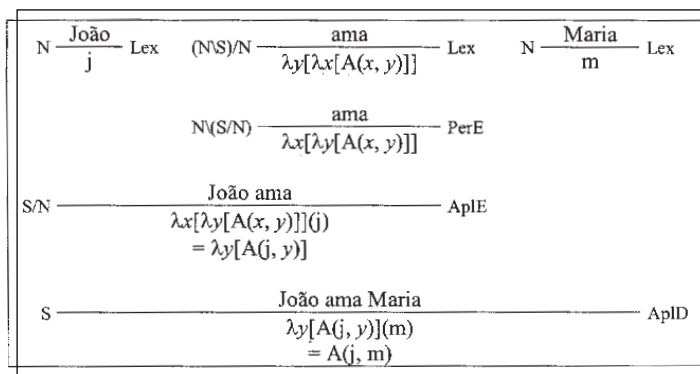 João ama Maria
N Lex (N\S)/N Lex N Lex
j λy[λx[A(x, y)]] m
ama
N\(S/N) PerE
λx[λy[A(x, y)]]
João ama
S/N AplE
λx[λy[A(x, y)]](j)
= λy[A(j, y)]
João ama Maria
S AplD
λy[A(j, y)](m)
= A(j, m)